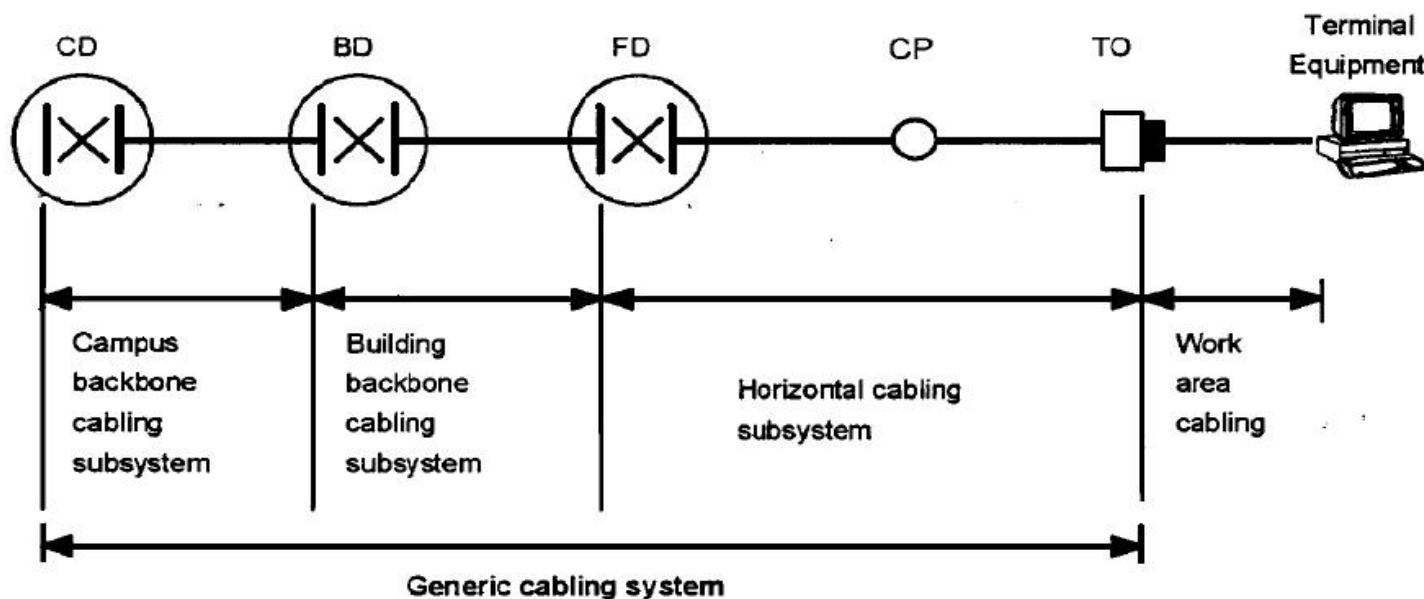 CD
BD
FD
CP
TO
Terminal
Equipment
Campus
backbone
cabling
subsystem
Building
backbone
cabling
subsystem
Horizontal cabling
subsystem
Work
area
cabling
Generic cabling system